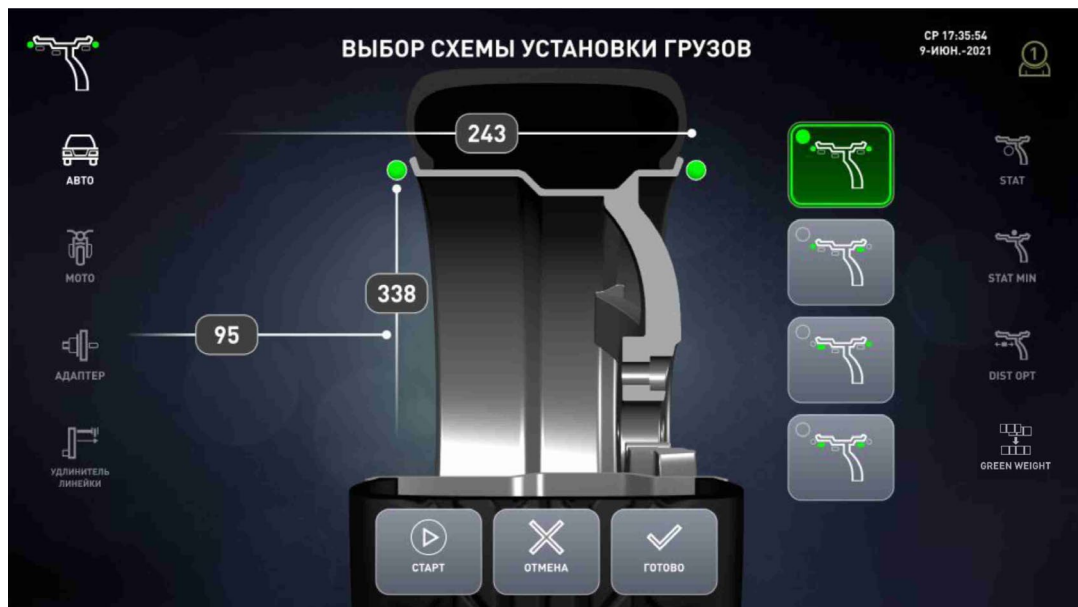 ВЫБОР СХЕМЫ УСТАНОВКИ ГРУЗОВ
СР 17:35:54
9-ИЮН.-2021
1
АВТО
МОТО
АДАПТЕР
УДЛИНИТЕЛЬ
ЛИНЕЙКИ
243
338
95
STAT
STAT MIN
DIST OPT
GREEN WEIGHT
СТАРТ
ОТМЕНА
ГОТОВО